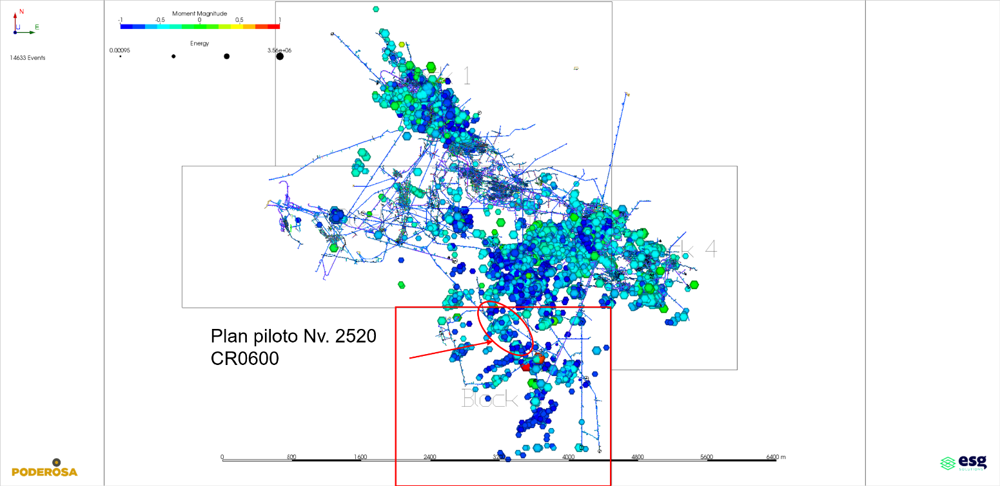 N
U E
14633 Events
Moment Magnitude
-1 -0.5 0 0.5 1
Energy
0.00095 3.56e+06
1
k 4
Plan piloto Nv. 2520
CR0600
Block
0 800 1600 2400 3200 4000 4800 5600 6400 m
PODEROSA
esg
SOLUTIONS